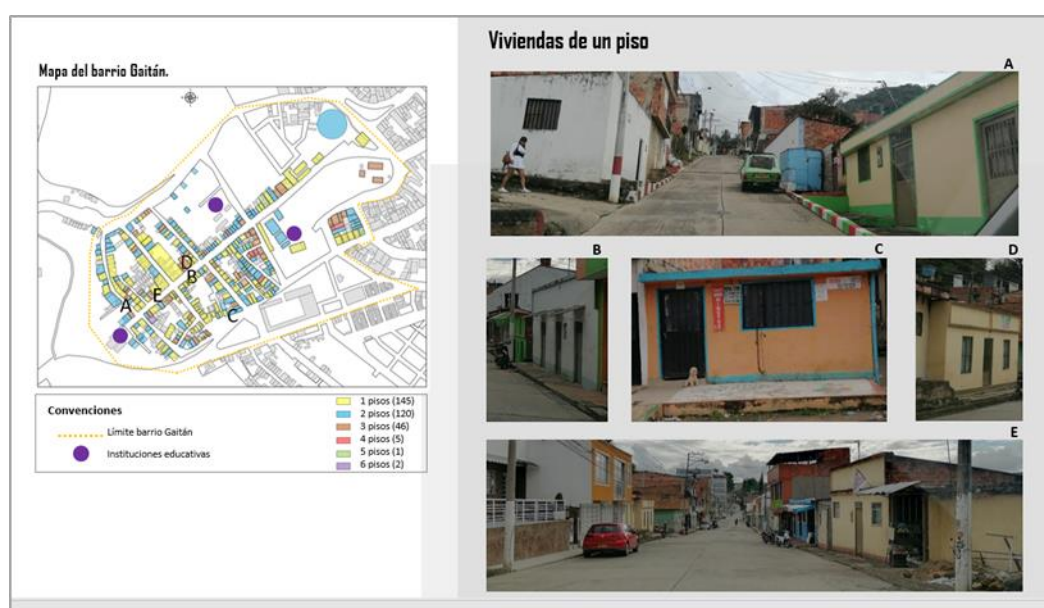 Mapa del barrio Gaitán.
D
B
E
A
C
Convenciones
Límite barrio Gaitán
Instituciones educativas
1 pisos (145)
2 pisos (120)
3 pisos (46)
4 pisos (5)
5 pisos (1)
6 pisos (2)
Viviendas de un piso
A
B
C
D
E